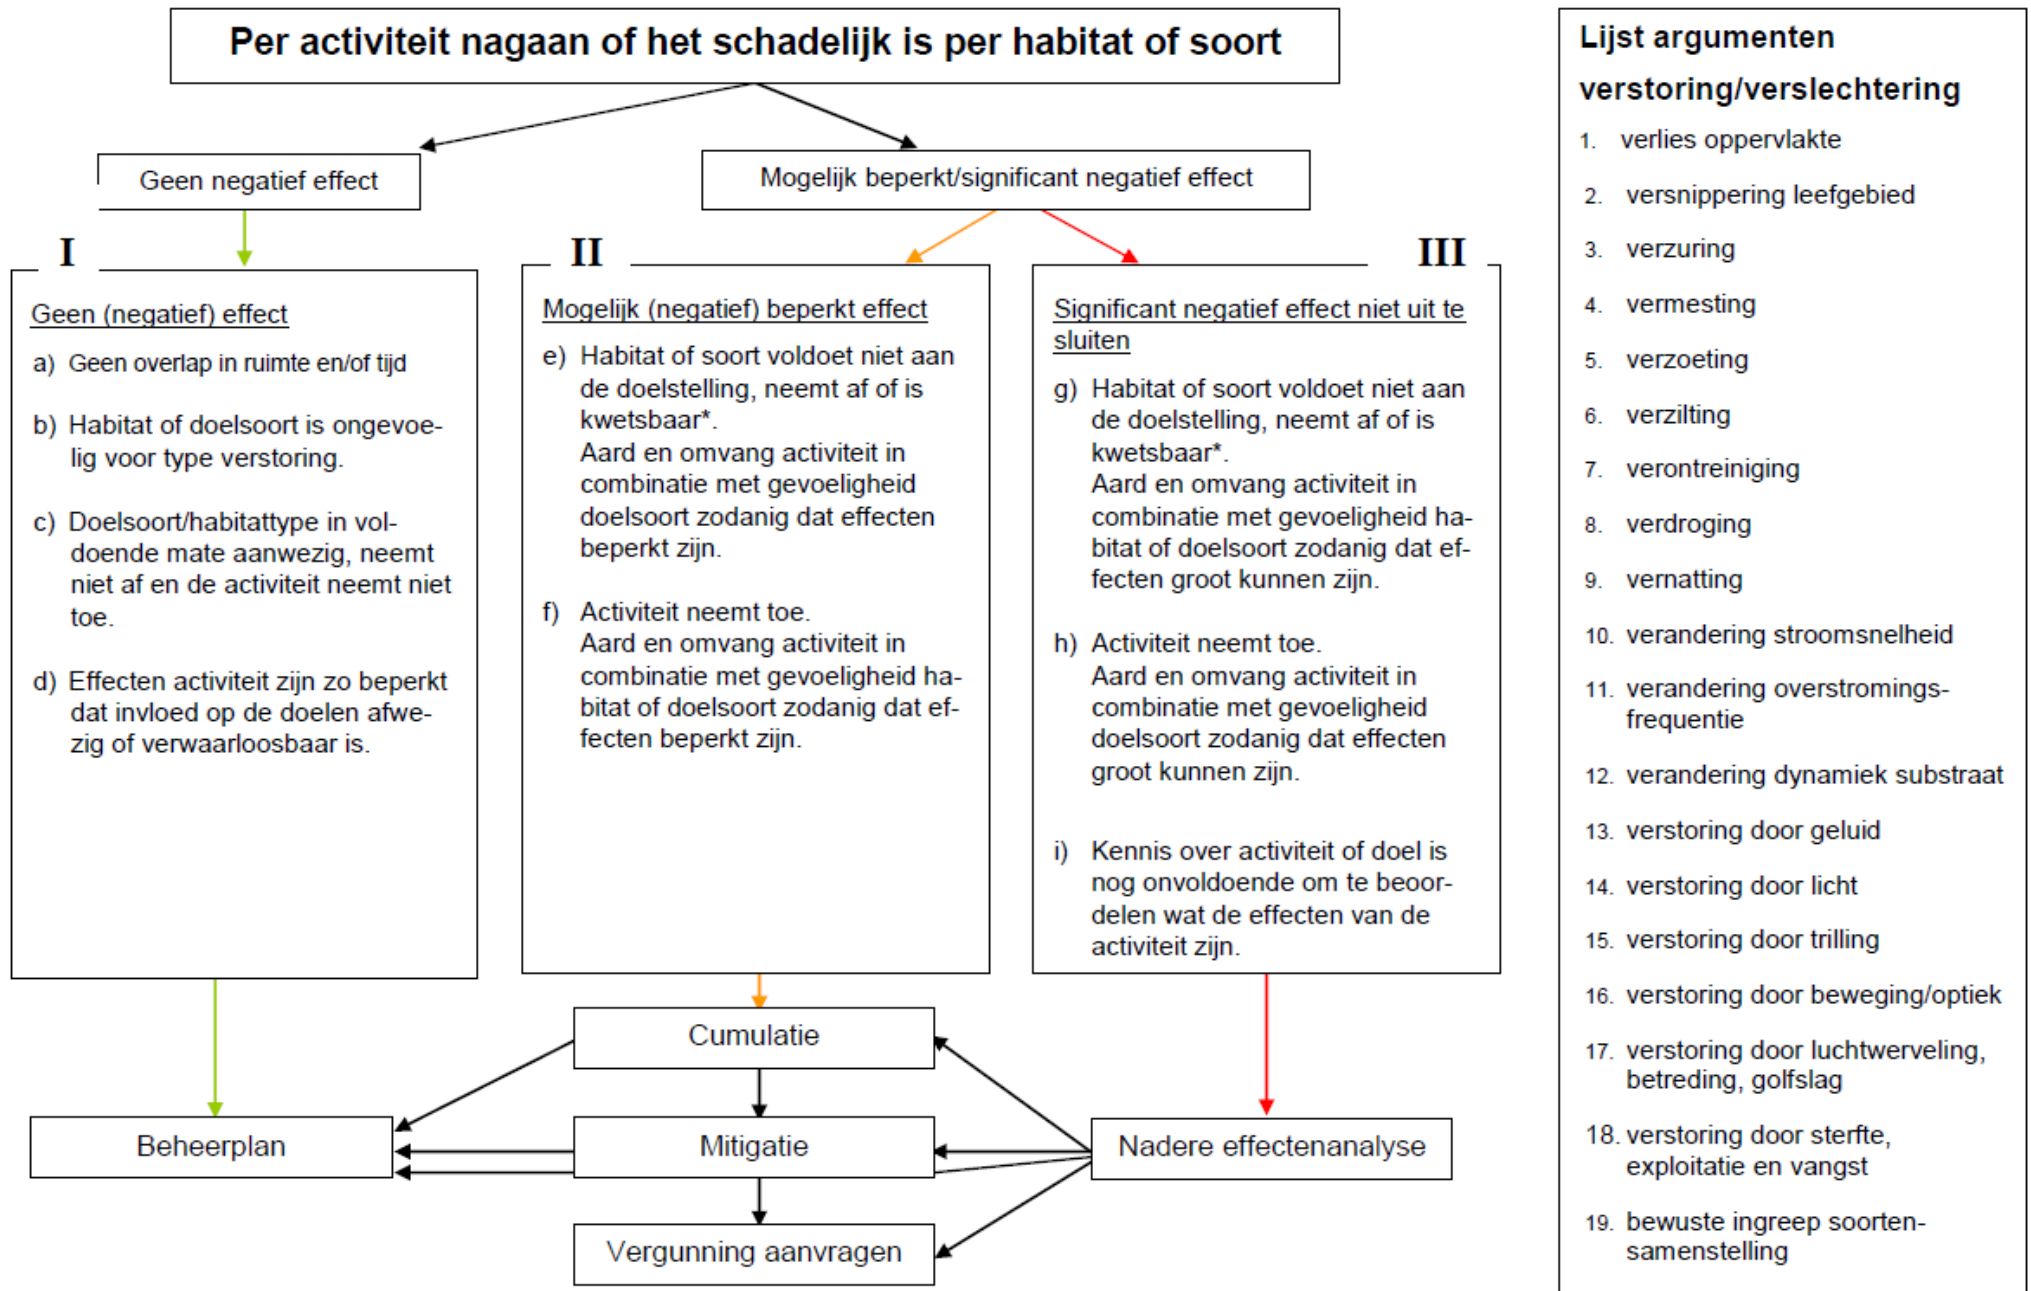 Per activiteit nagaan of het schadelijk is per habitat of soort
Geen negatief effect
Mogelijk beperkt/significant negatief effect
I
Geen (negatief) effect
a) Geen overlap in ruimte en/of tijd
b) Habitat of doelsoort is ongevoe-
lig voor type verstoring.
c) Doelsoort/habitattype in vol-
doende mate aanwezig, neemt
niet af en de activiteit neemt niet
toe.
d) Effecten activiteit zijn zo beperkt
dat invloed op de doelen afwe-
zig of verwaarloosbaar is.
II
Mogelijk (negatief) beperkt effect
e) Habitat of soort voldoet niet aan
de doelstelling, neemt af of is
kwetsbaar*.
Aard en omvang activiteit in
combinatie met gevoeligheid
doelsoort zodanig dat effecten
beperkt zijn.
f) Activiteit neemt toe.
Aard en omvang activiteit in
combinatie met gevoeligheid ha-
bitat of doelsoort zodanig dat ef-
fecten beperkt zijn.
III
Significant negatief effect niet uit te
sluiten
g) Habitat of soort voldoet niet aan
de doelstelling, neemt af of is
kwetsbaar*.
Aard en omvang activiteit in
combinatie met gevoeligheid ha-
bitat of doelsoort zodanig dat ef-
fecten groot kunnen zijn.
h) Activiteit neemt toe.
Aard en omvang activiteit in
combinatie met gevoeligheid
doelsoort zodanig dat effecten
groot kunnen zijn.
i) Kennis over activiteit of doel is
nog onvoldoende om te beoor-
delen wat de effecten van de
activiteit zijn.
Cumulatie
Beheerplan
Mitigatie
Nadere effectenanalyse
Vergunning aanvragen
Lijst argumenten
verstoring/verslechtering
1. verlies oppervlakte
2. versnippering leefgebied
3. verzuring
4. vermesting
5. verzoeting
6. verzilting
7. verontreiniging
8. verdroging
9. vernatting
10. verandering stroomsnelheid
11. verandering overstromings-
frequentie
12. verandering dynamiek substraat
13. verstoring door geluid
14. verstoring door licht
15. verstoring door trilling
16. verstoring door beweging/optiek
17. verstoring door luchtwerveling,
betreding, golfslag
18. verstoring door sterfte,
exploitatie en vangst
19. bewuste ingreep soorten-
samenstelling